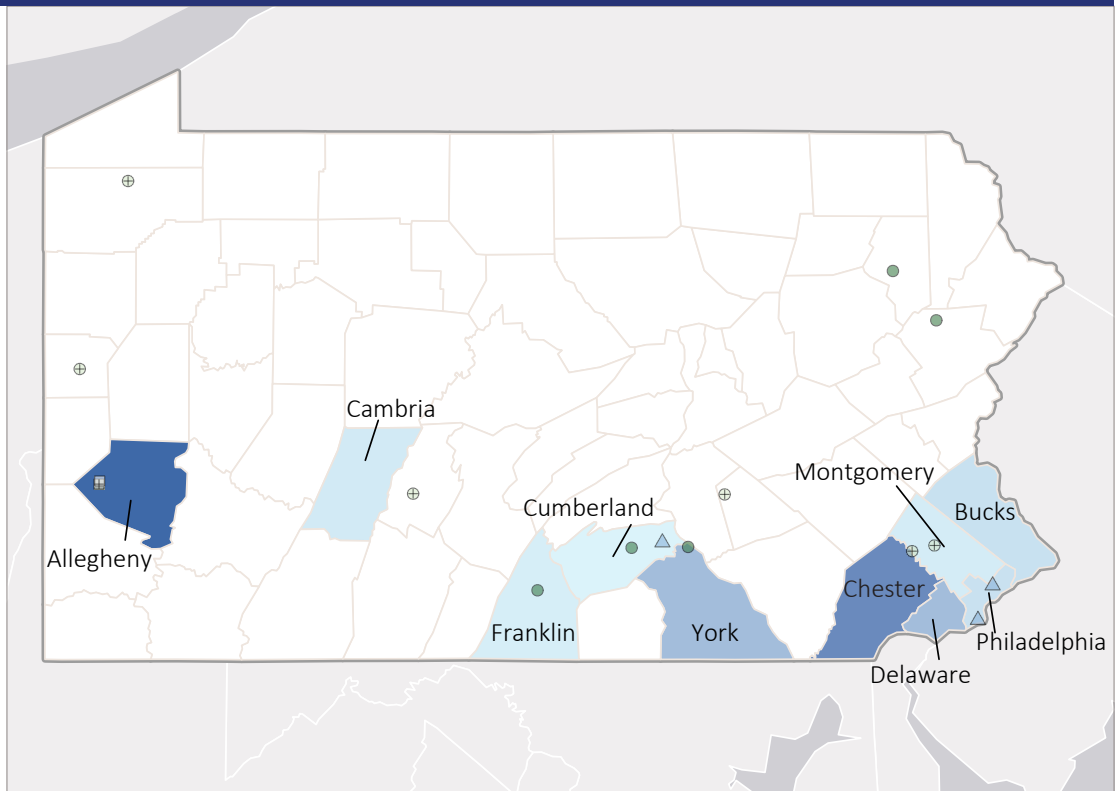 Cambria
Montgomery
Cumberland
Bucks
Allegheny
Chester
Franklin
York
Philadelphia
Delaware